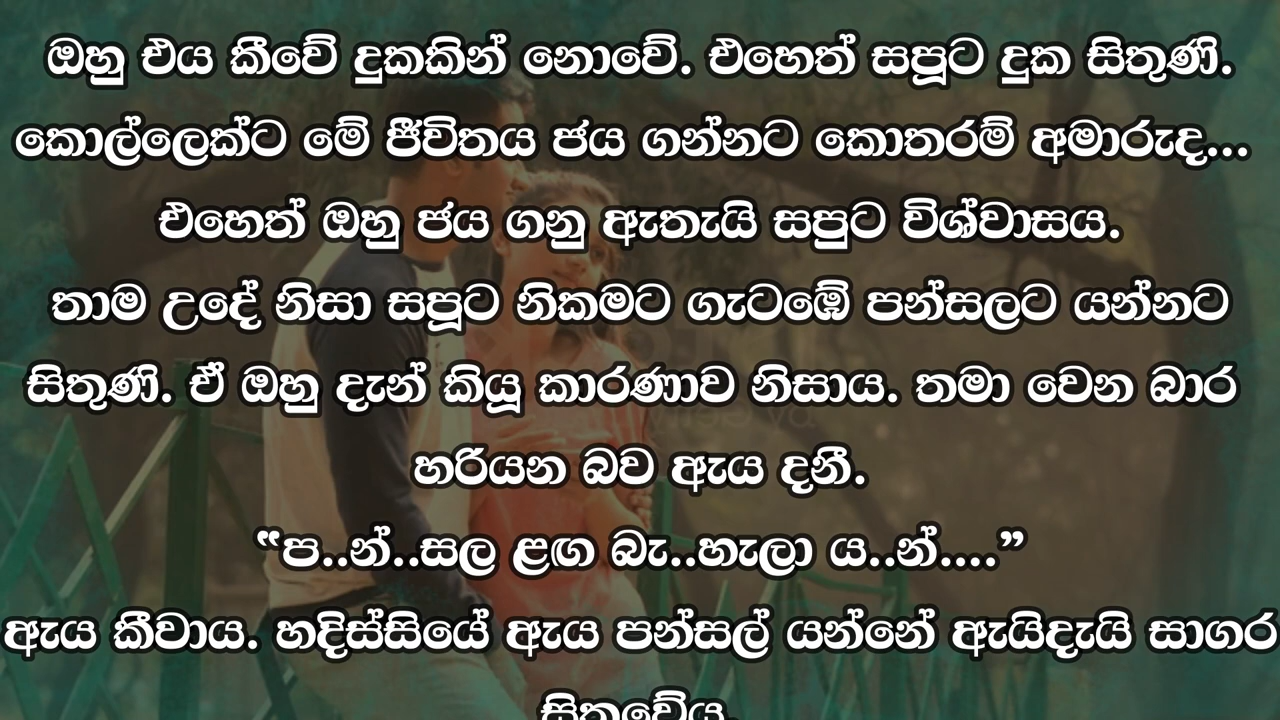 ඔහු එය කීවේ දුකකින් නොවේ. එහෙත් සපූට දුක සිතුණි.
කොල්ලෙක්ට මේ ජීවිතය ජය ගන්නට කොතරම් අමාරුද...
එහෙත් ඔහු ජය ගනු ඇතැයි සපුට විශ්වාසය.
තාම උදේ නිසා සපූට නිකමට ගැටඹේ පන්සලට යන්නට
සිතුණි. ඒ ඔහු දැන් කියූ කාරණාව නිසාය. තමා වෙන බාර
හරියන බව ඇය දනී.
“ප..න්..සල ළඟ බැ..හැලා ය..න්....”
ඇය කීවාය. හදිස්සියේ ඇය පන්සල් යන්නේ ඇයිදැයි සාගර
සිතුවේය.